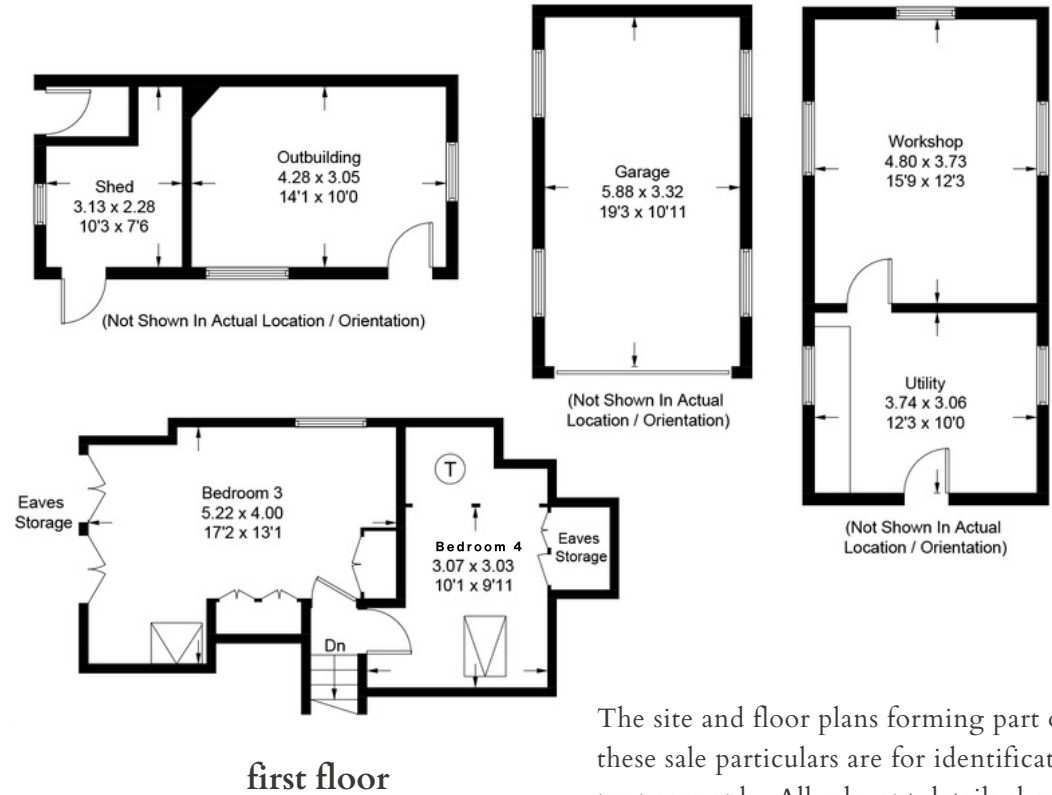 Shed
3.13 x 2.28
10'3 x 7'6
Outbuilding
4.28 x 3.05
14'1 x 10'0
(Not Shown In Actual Location / Orientation)
Garage
5.88 x 3.32
19'3 x 10'11
(Not Shown In Actual
Location / Orientation)
Workshop
4.80 x 3.73
15'9 x 12'3
Utility
3.74 x 3.06
12'3 x 10'0
(Not Shown In Actual
Location / Orientation)
Eaves
Storage
Bedroom 3
5.22 x 4.00
17'2 x 13'1
T
Bedroom 4
3.07 x 3.03
10'1 x 9'11
Eaves
Storage
Dn
first floor
The site and floor plans forming part
these sale particulars are for